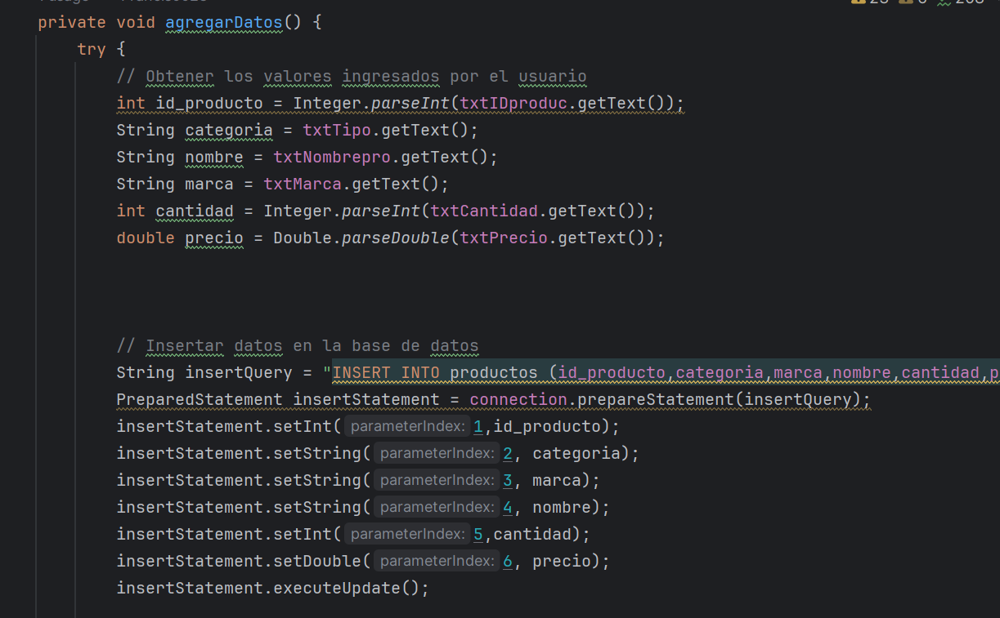 private void agregarDatos() {
try {
// Obtener los valores ingresados por el usuario
int id_producto = Integer.parseInt(txtIDproduc.getText());
String categoria = txtTipo.getText();
String nombre = txtNombrepro.getText();
String marca = txtMarca.getText();
int cantidad = Integer.parseInt(txtCantidad.getText());
double precio = Double.parseDouble(txtPrecio.getText());
// Insertar datos en la base de datos
String insertQuery = "INSERT INTO productos (id_producto,categoria,marca,nombre,cantidad,p
PreparedStatement insertStatement = connection.prepareStatement(insertQuery);
insertStatement.setInt( parameterIndex: 1,id_producto);
insertStatement.setString( parameterIndex: 2, categoria);
insertStatement.setString( parameterIndex: 3, marca);
insertStatement.setString( parameterIndex: 4, nombre);
insertStatement.setInt( parameterIndex: 5,cantidad);
insertStatement.setDouble( parameterIndex: 6, precio);
insertStatement.executeUpdate();